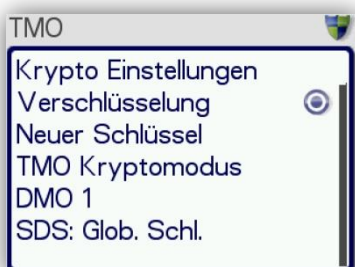 TMO
Krypto Einstellungen
Verschlüsselung
Neuer Schlüssel
TMO Kryptomodus
DMO 1
SDS: Glob. Schl.